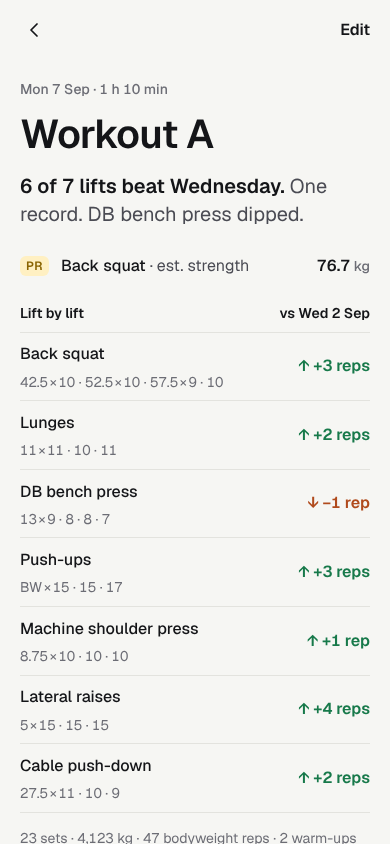 Edit
Mon 7 Sep · 1 h 10 min
Workout A
6 of 7 lifts beat Wednesday. One
record. DB bench press dipped.
PR Back squat · est. strength 76.7 kg
Lift by lift vs Wed 2 Sep
Back squat
↑ +3 reps
42.5×10 · 52.5×10 · 57.5×9 · 10
Lunges
↑ +2 reps
11×11 · 10 · 11
DB bench press
↓ −1 rep
13×9 · 8 · 8 · 7
Push-ups
↑ +3 reps
BW×15 · 15 · 17
Machine shoulder press
↑ +1 rep
8.75×10 · 10 · 10
Lateral raises
↑ +4 reps
5×15 · 15 · 15
Cable push-down
↑ +2 reps
27.5×11 · 10 · 9
23 sets · 4,123 kg · 47 bodyweight reps · 2 warm-ups